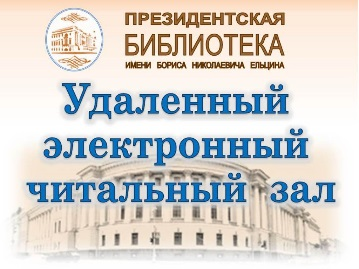 ПРЕЗИДЕНТСКАЯ
БИБЛИОТЕКА
ИМЕНИ БОРИСА НИКОЛАЕВИЧА ЕЛЬЦИНА
Удаленный
электронный
читальный зал